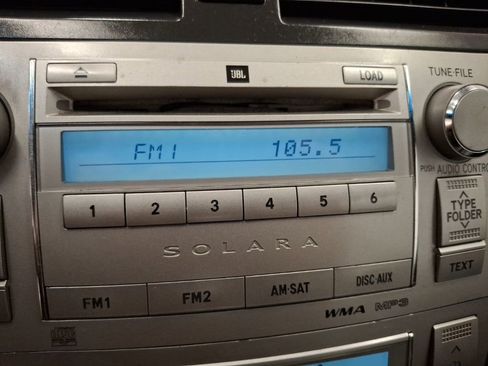 JBL LOAD TUNE·FILE
FM1 105.5
PUSH AUDIO CONTROL
1 2 3 4 5 6
TYPE
FOLDER
SOLARA
TEXT
FM1 FM2 AM·SAT DISC·AUX
WMA MP3